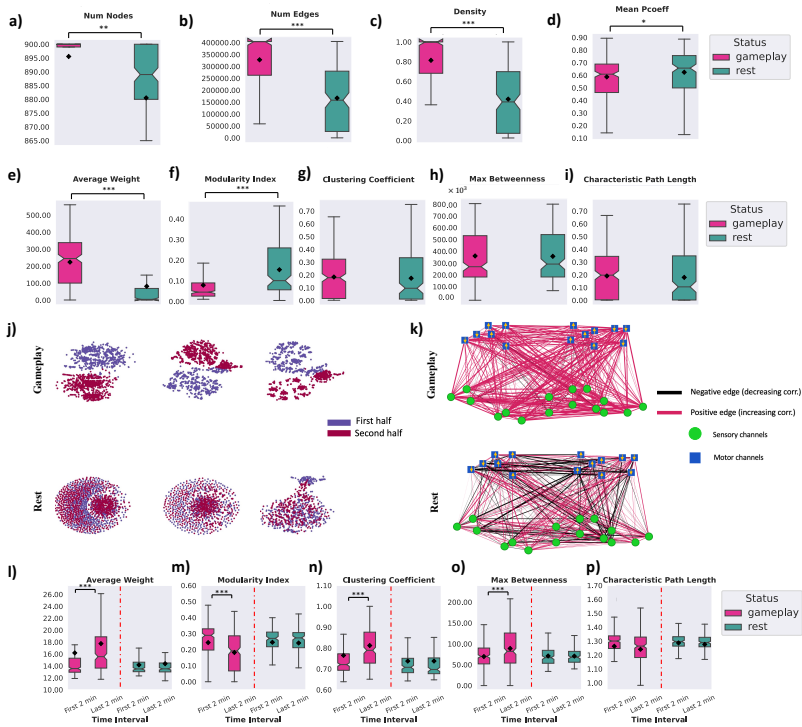 a)
Num Nodes
**
900.00
895.00
890.00
885.00
880.00
875.00
870.00
865.00
b)
Num Edges
***
400000.00
350000.00
300000.00
250000.00
200000.00
150000.00
100000.00
50000.00
0.00
c)
Density
***
1.00
0.80
0.60
0.40
0.20
0.00
d)
Mean Pcoeff
*
0.90
0.80
0.70
0.60
0.50
0.40
0.30
0.20
0.10
Status
gameplay
rest
e)
Average Weight
***
500.00
400.00
300.00
200.00
100.00
0.00
f)
Modularity Index
***
0.40
0.30
0.20
0.10
0.00
g)
Clustering Coefficient
0.70
0.60
0.50
0.40
0.30
0.20
0.10
0.00
h)
Max Betweenness
× 10³
800.00
600.00
400.00
200.00
00.00
i)
Characteristic Path Length
0.70
0.60
0.50
0.40
0.30
0.20
0.10
0.00
Status
gameplay
rest
j)
Gameplay
First half
Second half
Rest
k)
Gameplay
Negative edge (decreasing corr.)
Positive edge (increasing corr.)
Sensory channels
Motor channels
Rest
l)
Average Weight
***
26.00
24.00
22.00
20.00
18.00
16.00
14.00
12.00
10.00
First 2 min
Last 2 min
First 2 min
Last 2 min
Time Interval
m)
Modularity Index
***
0.50
0.40
0.30
0.20
0.10
0.00
First 2 min
Last 2 min
First 2 min
Last 2 min
Time Interval
n)
Clustering Coefficient
***
1.00
0.90
0.80
0.70
0.60
First 2 min
Last 2 min
First 2 min
Last 2 min
Time Interval
o)
Max Betweenness
***
200.00
150.00
100.00
50.00
0.00
First 2 min
Last 2 min
First 2 min
Last 2 min
Time Interval
p)
Characteristic Path Length
1.60
1.50
1.40
1.30
1.20
1.10
1.00
First 2 min
Last 2 min
First 2 min
Last 2 min
Time Interval
Status
gameplay
rest